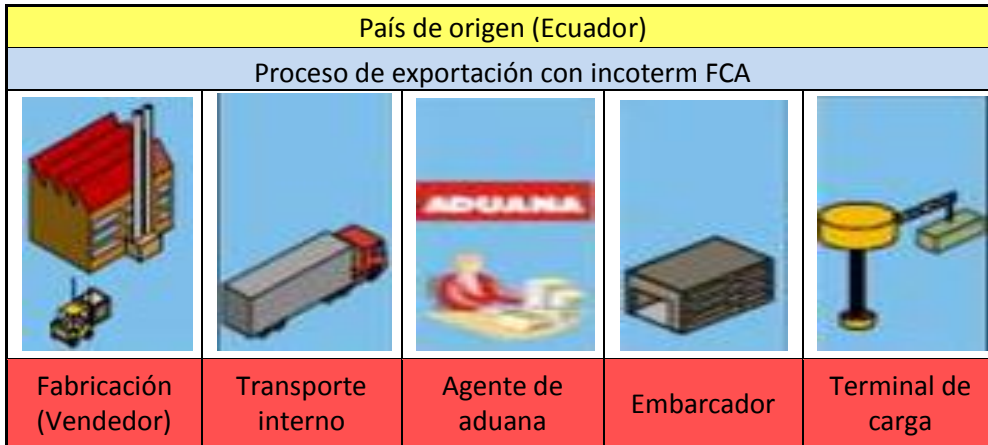 País de origen (Ecuador)
Proceso de exportación con incoterm FCA
ADUANA
Fabricación
(Vendedor)
Transporte
interno
Agente de
aduana
Embarcador
Terminal de
carga